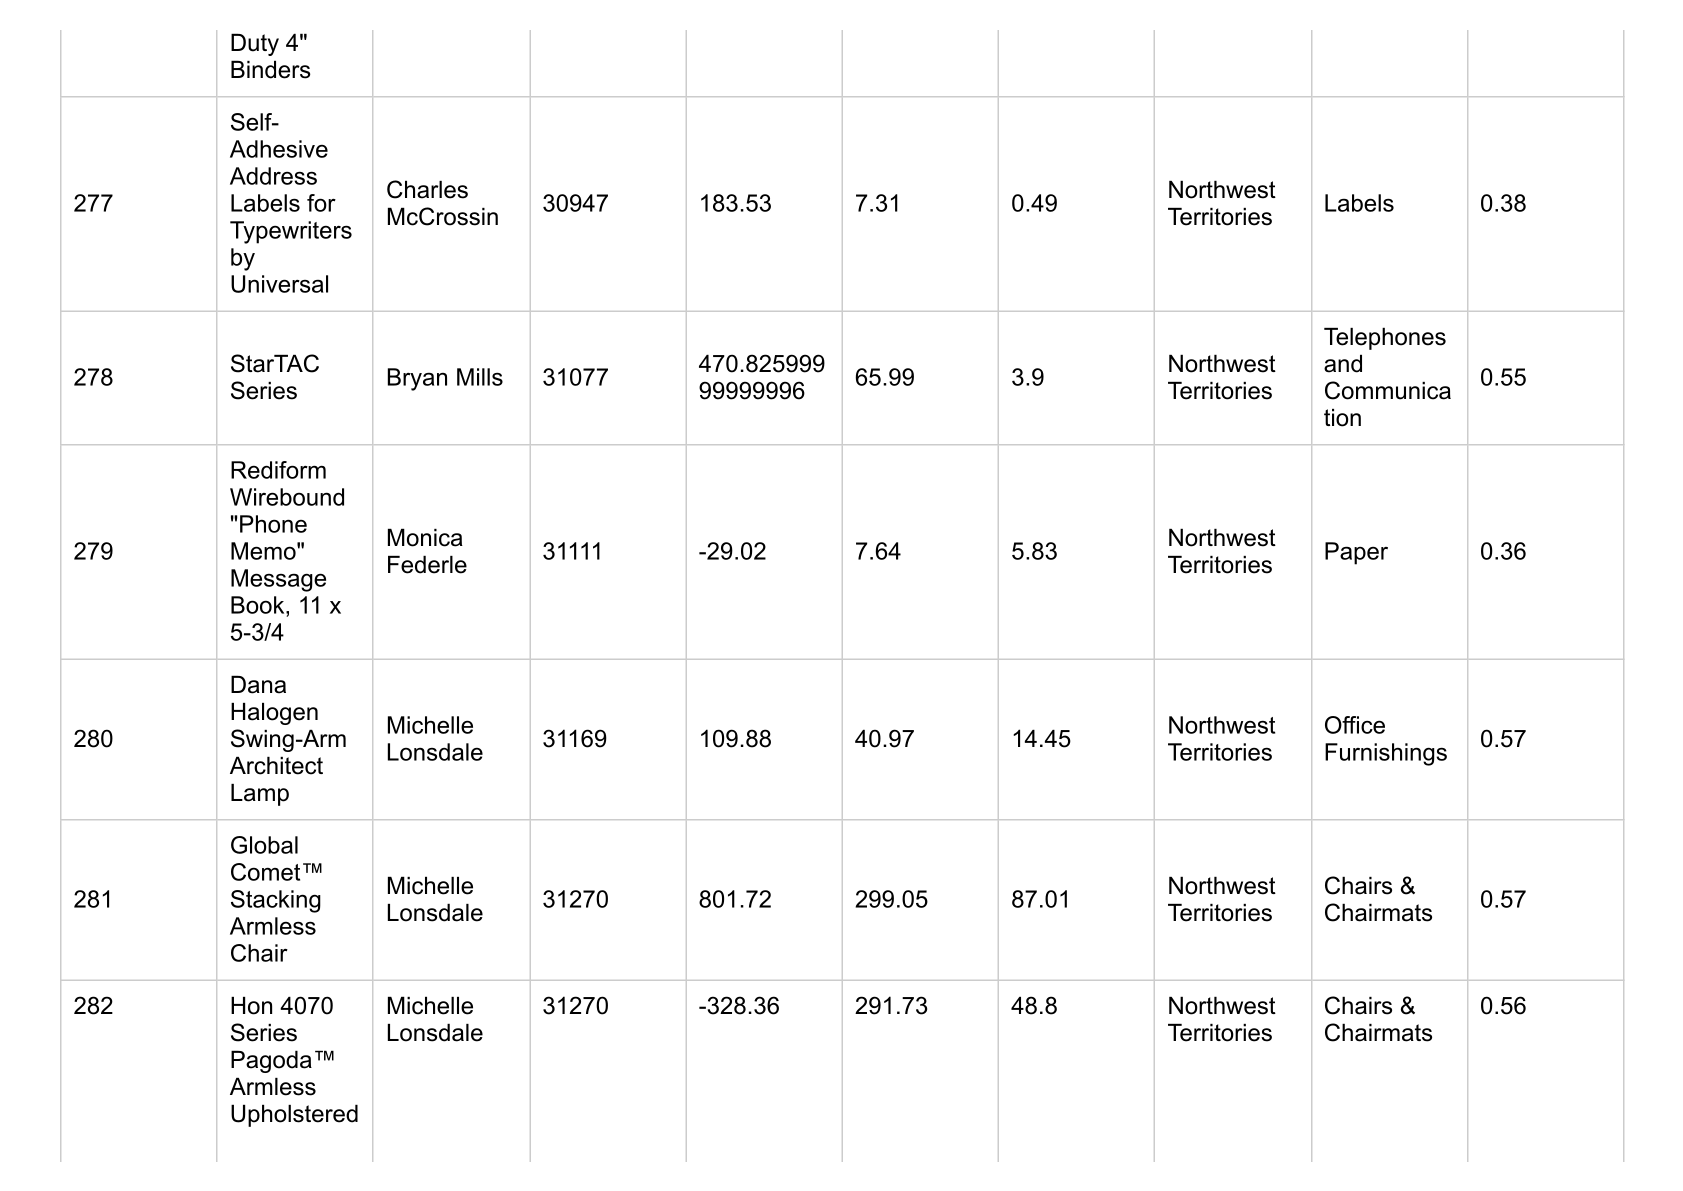 Duty 4"
Binders
277
Self-
Adhesive
Address
Labels for
Typewriters
by
Universal
Charles
McCrossin
30947
183.53
7.31
0.49
Northwest
Territories
Labels
0.38
278
StarTAC
Series
Bryan Mills
31077
470.825999
99999996
65.99
3.9
Northwest
Territories
Telephones
and
Communica
tion
0.55
279
Rediform
Wirebound
"Phone
Memo"
Message
Book, 11 x
5-3/4
Monica
Federle
31111
-29.02
7.64
5.83
Northwest
Territories
Paper
0.36
280
Dana
Halogen
Swing-Arm
Architect
Lamp
Michelle
Lonsdale
31169
109.88
40.97
14.45
Northwest
Territories
Office
Furnishings
0.57
281
Global
Comet™
Stacking
Armless
Chair
Michelle
Lonsdale
31270
801.72
299.05
87.01
Northwest
Territories
Chairs &
Chairmats
0.57
282
Hon 4070
Series
Pagoda™
Armless
Upholstered
Michelle
Lonsdale
31270
-328.36
291.73
48.8
Northwest
Territories
Chairs &
Chairmats
0.56